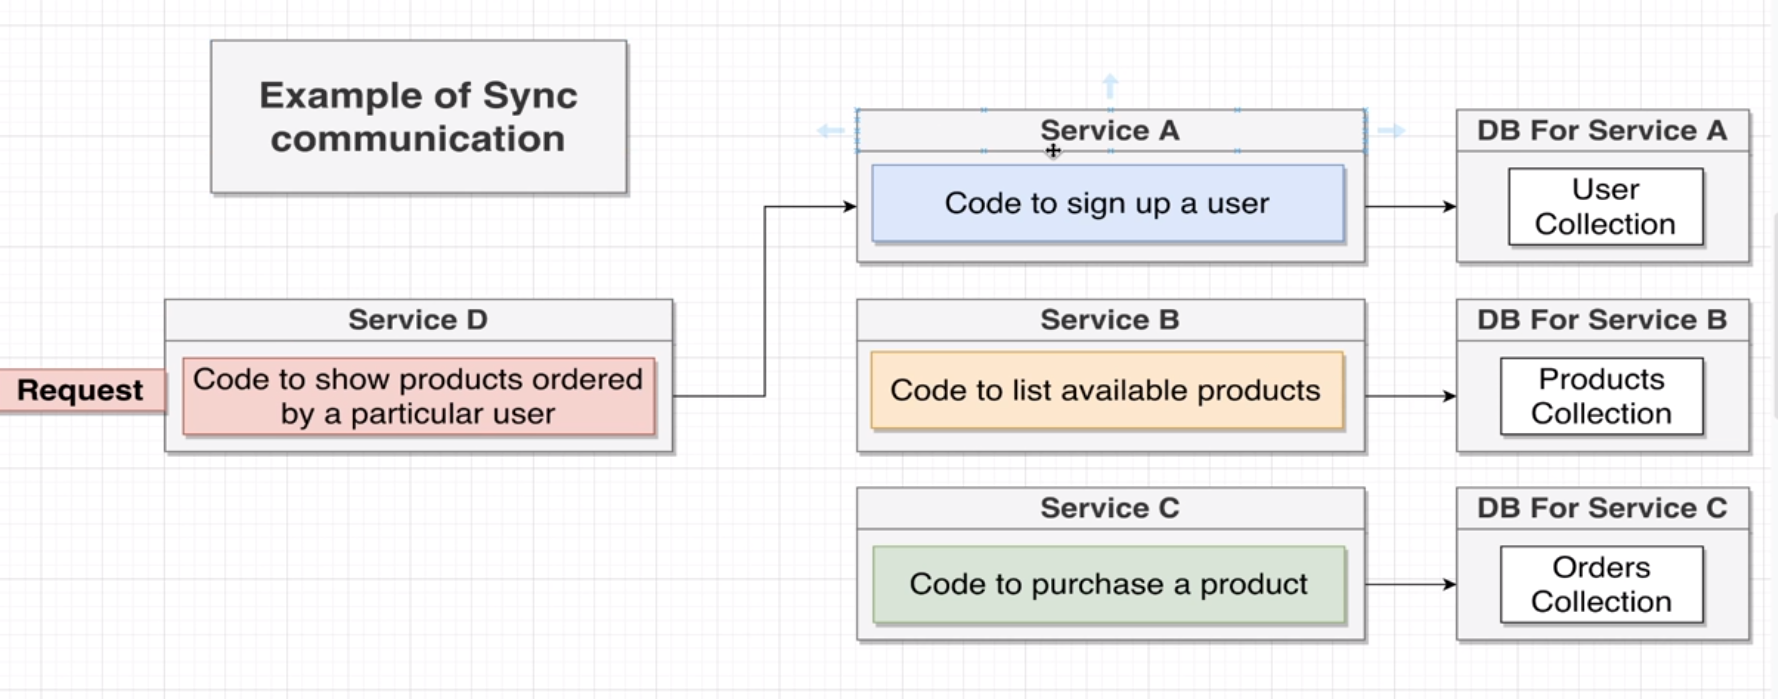 Example of Sync
communication
Service A
Code to sign up a user
DB For Service A
User
Collection
Request
Service D
Code to show products ordered
by a particular user
Service B
Code to list available products
DB For Service B
Products
Collection
Service C
Code to purchase a product
DB For Service C
Orders
Collection